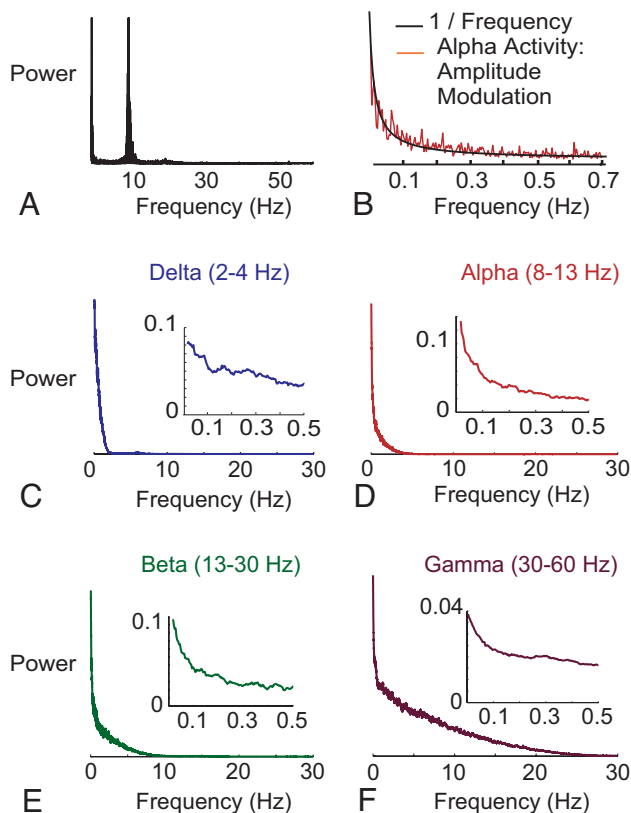 Power
10
30
50
Frequency (Hz)
A
1 / Frequency
Alpha Activity:
Amplitude
Modulation
0.1
0.3
0.5
0.7
Frequency (Hz)
B
Delta (2-4 Hz)
Power
0.1
0
0.1
0.3
0.5
0
10
20
30
Frequency (Hz)
C
Alpha (8-13 Hz)
0.1
0
0.1
0.3
0.5
0
10
20
30
Frequency (Hz)
D
Beta (13-30 Hz)
Power
0.1
0
0.1
0.3
0.5
0
10
20
30
Frequency (Hz)
E
Gamma (30-60 Hz)
0.04
0
0.1
0.3
0.5
0
10
20
30
Frequency (Hz)
F